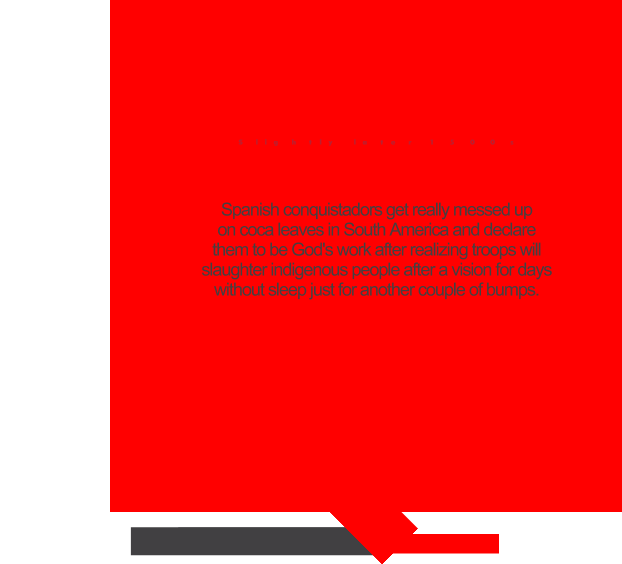 Spanish conquistadors get really messed up
on coca leaves in South America and declare
them to be God's work after realizing troops will
slaughter indigenous people after a vision for days
without sleep just for another couple of bumps.